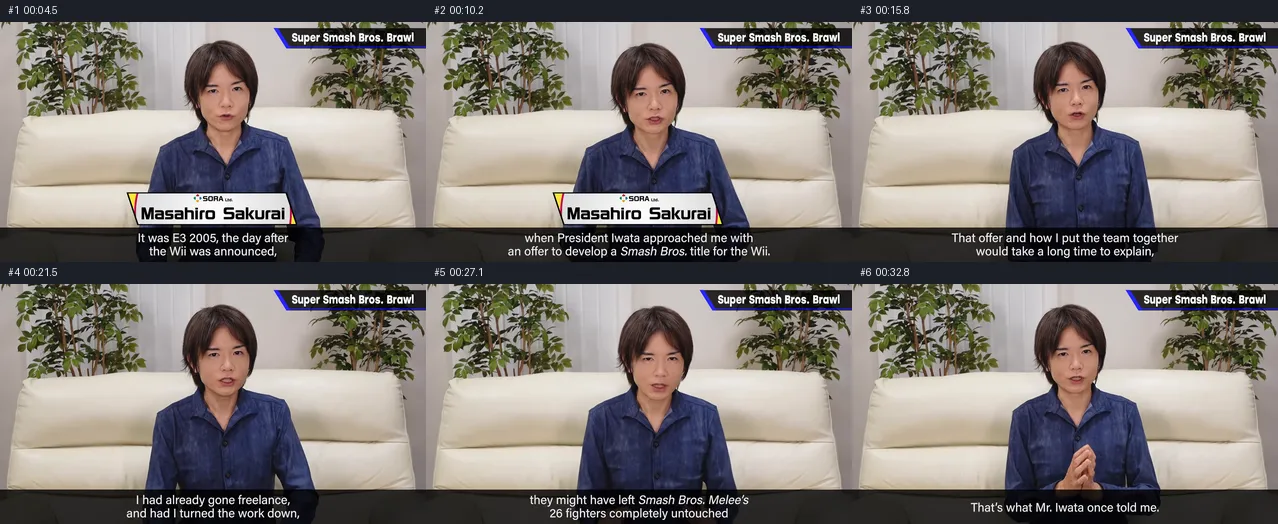 #1 00:04.5
Super Smash Bros. Brawl
SORA Ltd.
Masahiro Sakurai
It was E3 2005, the day after
the Wii was announced,
#2 00:10.2
Super Smash Bros. Brawl
SORA Ltd.
Masahiro Sakurai
when President Iwata approached me with
an offer to develop a Smash Bros. title for the Wii.
#3 00:15.8
Super Smash Bros. Brawl
That offer and how I put the team together
would take a long time to explain,
#4 00:21.5
Super Smash Bros. Brawl
I had already gone freelance,
and had I turned the work down,
#5 00:27.1
Super Smash Bros. Brawl
they might have left Smash Bros. Melee's
26 fighters completely untouched
#6 00:32.8
Super Smash Bros. Brawl
That's what Mr. Iwata once told me.